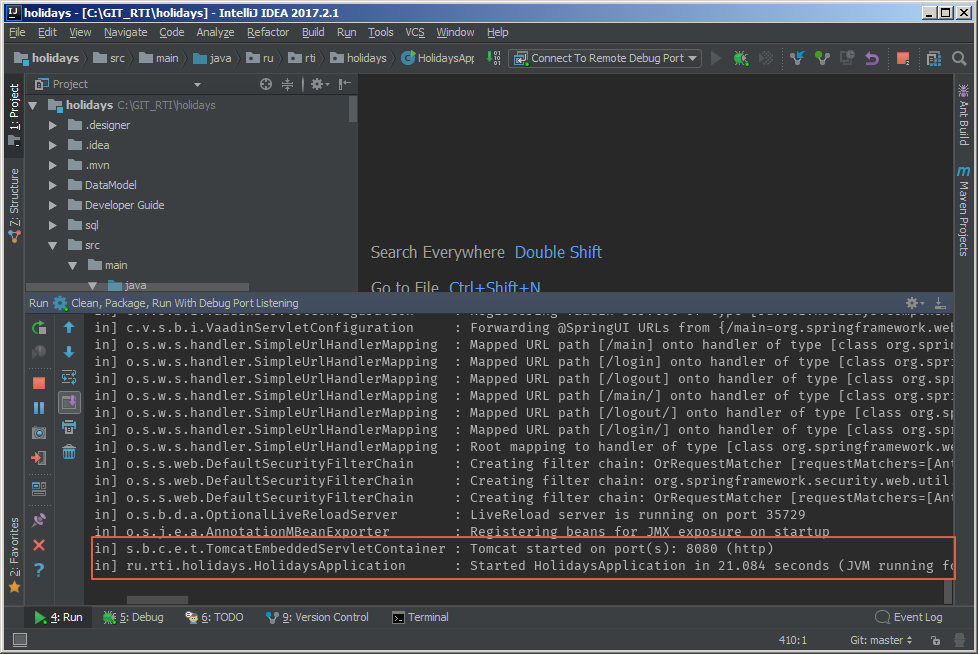 holidays - [C:\GIT_RTI\holidays] - IntelliJ IDEA 2017.2.1
File Edit View Navigate Code Analyze Refactor Build Run Tools VCS Window Help
holidays src main java ru rti holidays HolidaysApp Connect To Remote Debug Port
Project
holidays C:\GIT_RTI\holidays
.designer
.idea
.mvn
DataModel
Developer Guide
sql
src
main
java
1: Project
Z: Structure
2: Favorites
Ant Build
Maven Projects
Search Everywhere Double Shift
Go to File Ctrl+Shift+N
Run Clean, Package, Run With Debug Port Listening
in] c.v.s.b.i.VaadinServletConfiguration : Forwarding @SpringUI URLs from {/main=org.springframework.web
in] o.s.w.s.handler.SimpleUrlHandlerMapping : Mapped URL path [/main] onto handler of type [class org.spri
in] o.s.w.s.handler.SimpleUrlHandlerMapping : Mapped URL path [/login] onto handler of type [class org.spr
in] o.s.w.s.handler.SimpleUrlHandlerMapping : Mapped URL path [/logout] onto handler of type [class org.sp
in] o.s.w.s.handler.SimpleUrlHandlerMapping : Mapped URL path [/main/] onto handler of type [class org.spr
in] o.s.w.s.handler.SimpleUrlHandlerMapping : Mapped URL path [/logout/] onto handler of type [class org.s
in] o.s.w.s.handler.SimpleUrlHandlerMapping : Mapped URL path [/login/] onto handler of type [class org.sp
in] o.s.w.s.handler.SimpleUrlHandlerMapping : Root mapping to handler of type [class org.springframework.w
in] o.s.s.web.DefaultSecurityFilterChain : Creating filter chain: OrRequestMatcher [requestMatchers=[Ant
in] o.s.s.web.DefaultSecurityFilterChain : Creating filter chain: org.springframework.security.web.util.
in] o.s.s.web.DefaultSecurityFilterChain : Creating filter chain: OrRequestMatcher [requestMatchers=[Ant
in] o.s.b.d.a.OptionalLiveReloadServer : LiveReload server is running on port 35729
in] o.s.j.e.a.AnnotationMBeanExporter : Registering beans for JMX exposure on startup
in] s.b.c.e.t.TomcatEmbeddedServletContainer : Tomcat started on port(s): 8080 (http)
in] ru.rti.holidays.HolidaysApplication : Started HolidaysApplication in 21.084 seconds (JVM running fo
4: Run 5: Debug 6: TODO 9: Version Control Terminal Event Log
410:1 Git: master